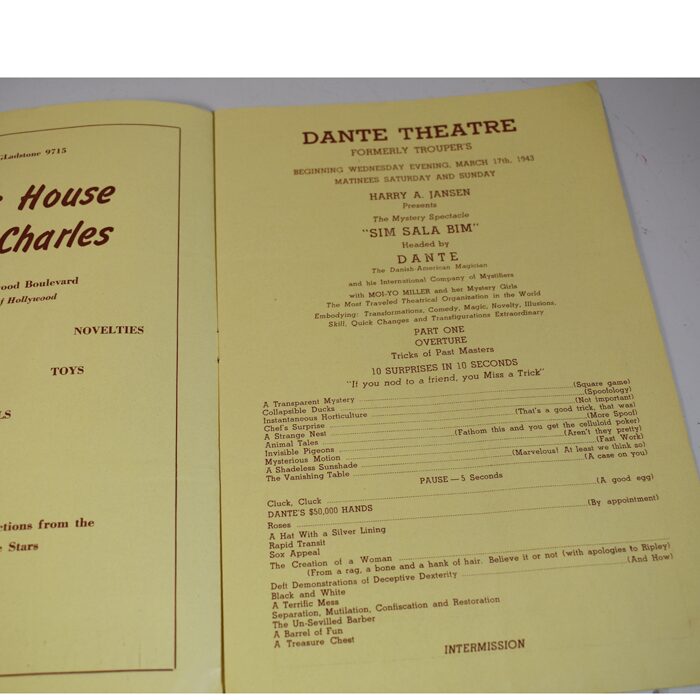 GLadstone 9715
House
Charles
wood Boulevard
of Hollywood
NOVELTIES
TOYS
LS
ctions from the
e Stars
DANTE THEATRE
FORMERLY TROUPER'S
BEGINNING WEDNESDAY EVENING, MARCH 17th, 1943
MATINEES SATURDAY AND SUNDAY
HARRY A. JANSEN
Presents
The Mystery Spectacle
"SIM SALA BIM"
Headed by
DANTE
The Danish-American Magician
and his International Company of Mystifiers
with MOI-YO MILLER and her Mystery Girls
The Most Traveled Theatrical Organization in the World
Embodying: Transformations, Comedy, Magic, Novelty, Illusions,
Skill, Quick Changes and Transfigurations Extraordinary
PART ONE
OVERTURE
Tricks of Past Masters
10 SURPRISES IN 10 SECONDS
"If you nod to a friend, you Miss a Trick"
A Transparent Mystery (Square game)
Collapsible Ducks (Spoofology)
Instantaneous Horticulture (Not important)
Chef's Surprise (That's a good trick, that was)
A Strange Nest (More Spoof)
Animal Tales (Fathom this and you get the celluloid poker)
Invisible Pigeons (Aren't they pretty)
Mysterious Motion (Fast Work)
A Shadeless Sunshade (Marvelous! At least we think so)
The Vanishing Table (A case on you)
PAUSE — 5 Seconds
Cluck, Cluck (A good egg)
DANTE'S $50,000 HANDS
Roses (By appointment)
A Hat With a Silver Lining
Rapid Transit
Sox Appeal
The Creation of a Woman
(From a rag, a bone and a hank of hair. Believe it or not (with apologies to Ripley)
Deft Demonstrations of Deceptive Dexterity (And How)
Black and White
A Terrific Mess
Separation, Mutilation, Confiscation and Restoration
The Un-Sevilled Barber
A Barrel of Fun
A Treasure Chest
INTERMISSION